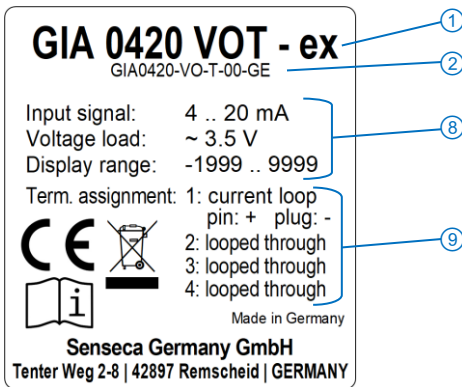 GIA 0420 VOT - ex
1
GIA0420-VO-T-00-GE
2
Input signal: 4 .. 20 mA
Voltage load: ~ 3.5 V
8
Display range: -1999 .. 9999
Term. assignment: 1: current loop
pin: + plug: -
CE
2: looped through
9
3: looped through
i
4: looped through
Made in Germany
Senseca Germany GmbH
Tenter Weg 2-8 | 42897 Remscheid | GERMANY